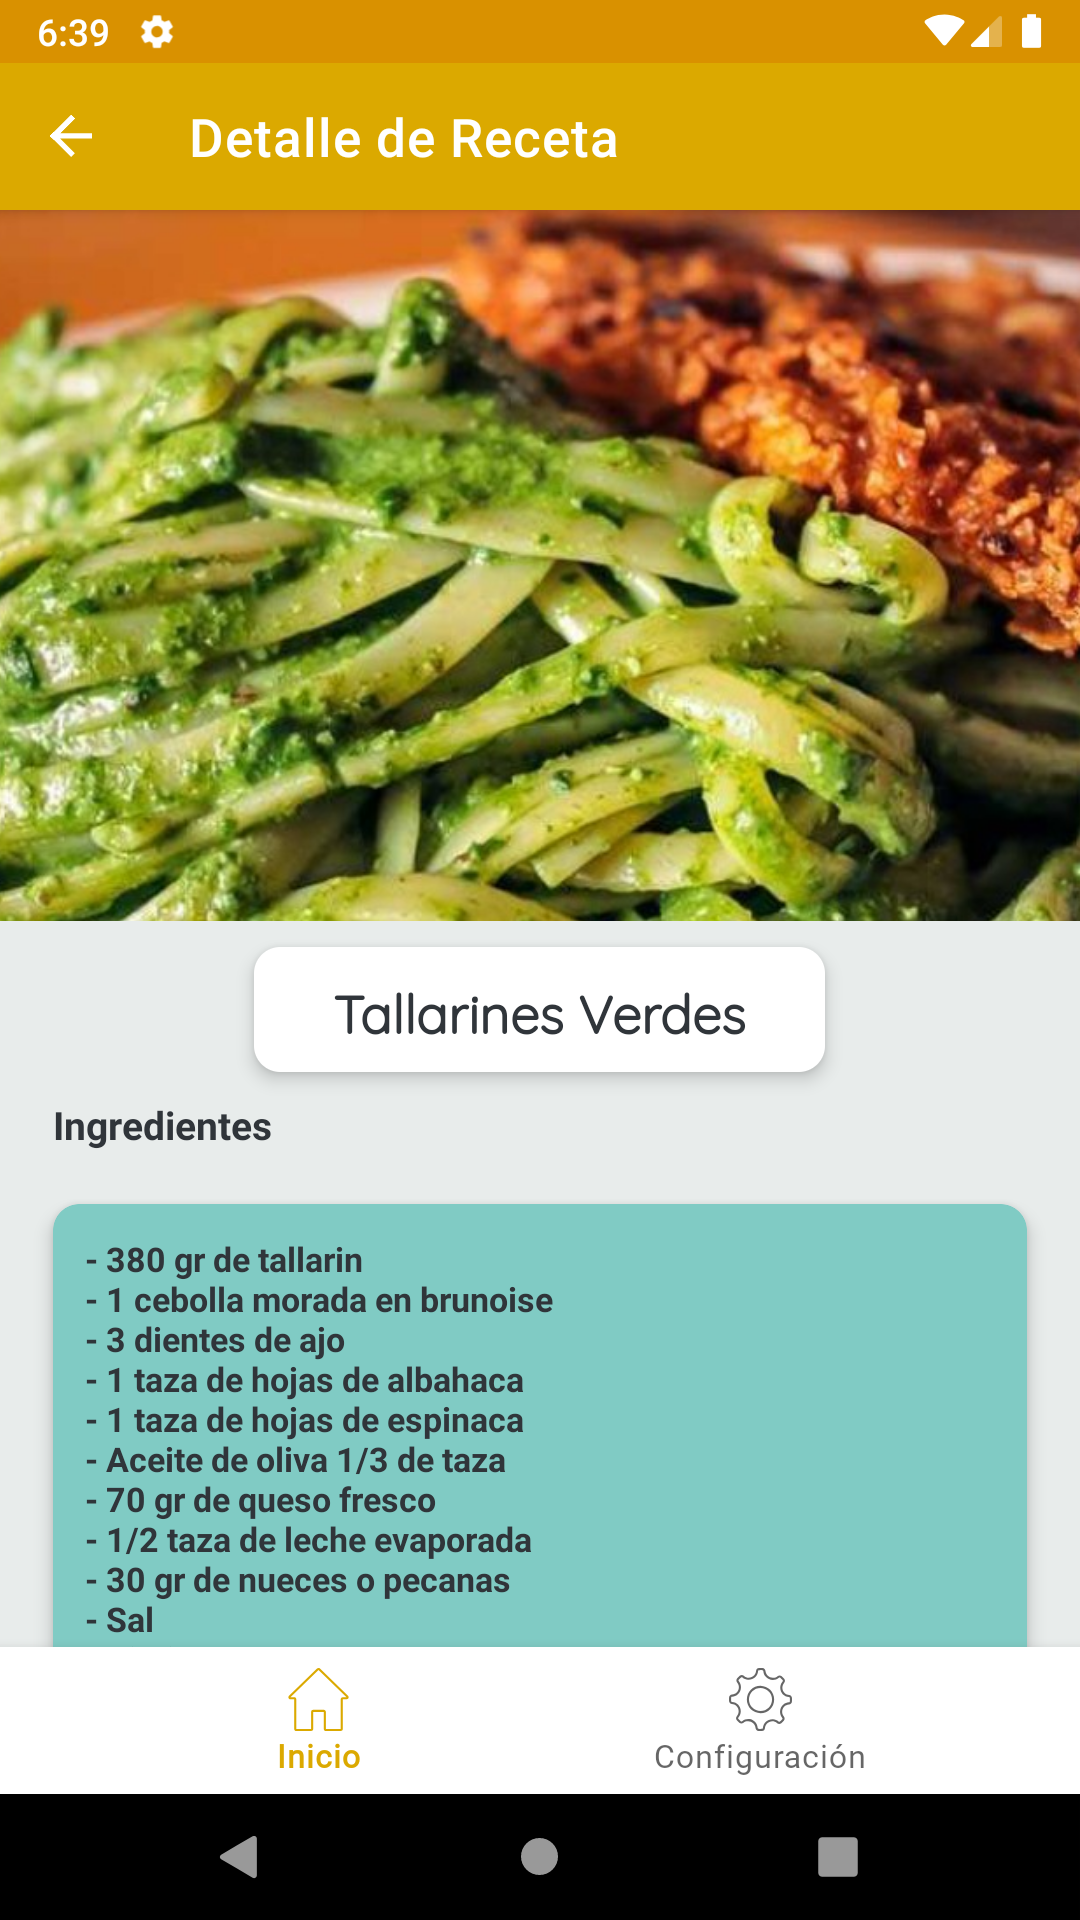 6:39
Detalle de Receta
Tallarines Verdes
Ingredientes
- 380 gr de tallarin
- 1 cebolla morada en brunoise
- 3 dientes de ajo
- 1 taza de hojas de albahaca
- 1 taza de hojas de espinaca
- Aceite de oliva 1/3 de taza
- 70 gr de queso fresco
- 1/2 taza de leche evaporada
- 30 gr de nueces o pecanas
- Sal
Inicio
Configuración